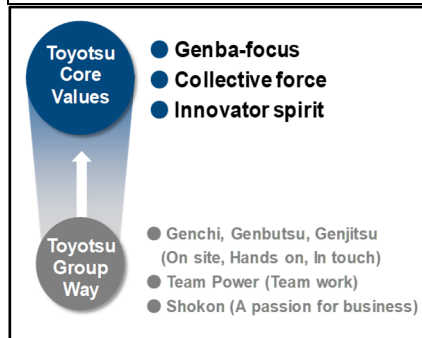 Toyotsu
Core
Values
Genba-focus
Collective force
Innovator spirit
Toyotsu
Group
Way
Genchi, Genbutsu, Genjitsu
(On site, Hands on, In touch)
Team Power (Team work)
Shokon (A passion for business)